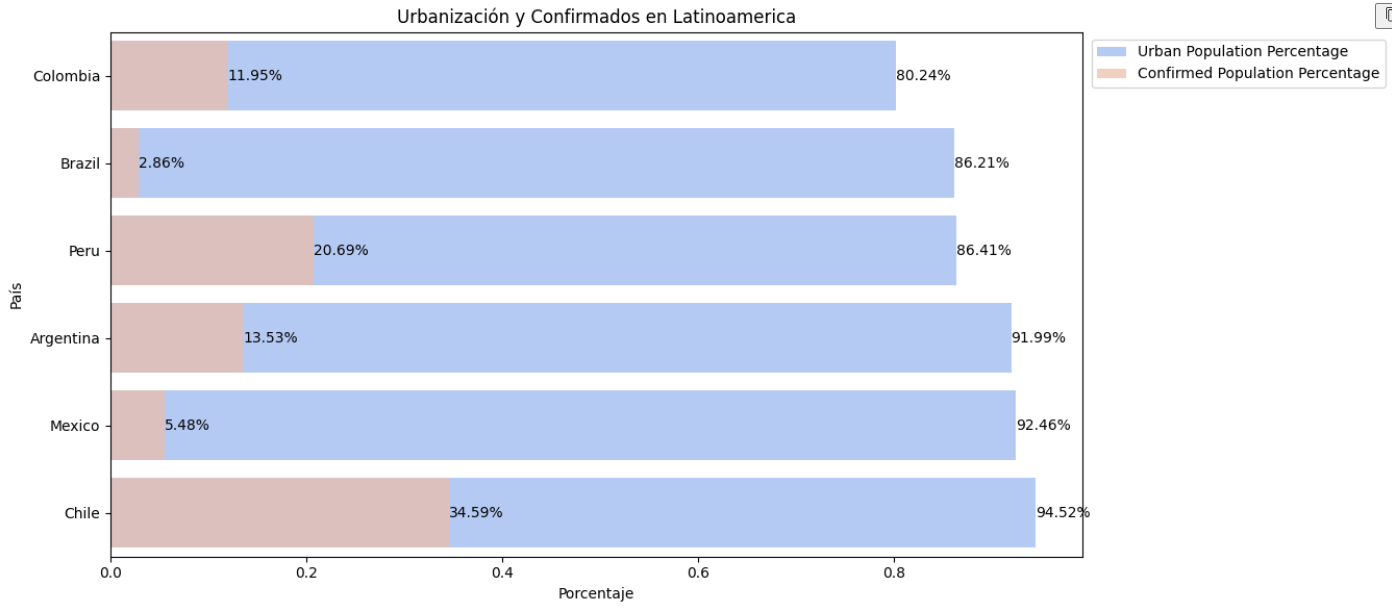 Urbanización y Confirmados en Latinoamerica
Urban Population Percentage
Confirmed Population Percentage
Colombia 11.95% 80.24%
Brazil 2.86% 86.21%
Peru 20.69% 86.41%
Argentina 13.53% 91.99%
Mexico 5.48% 92.46%
Chile 34.59% 94.52%
País
0.0 0.2 0.4 0.6 0.8
Porcentaje